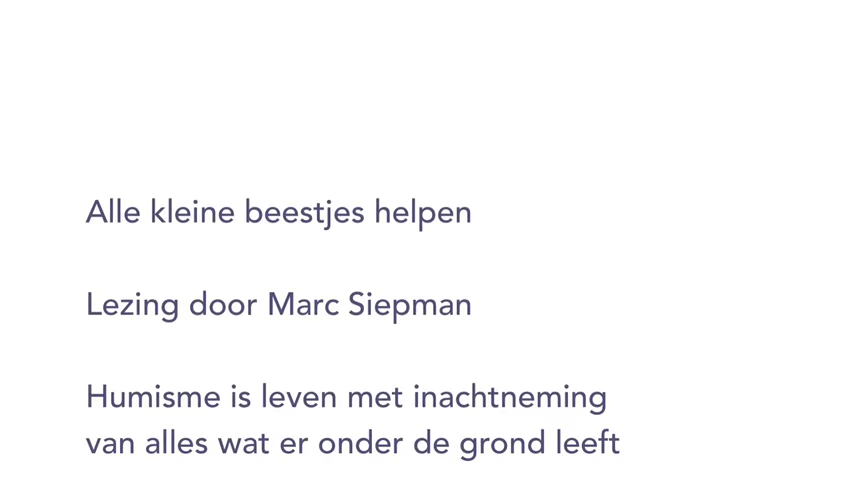 Alle kleine beestjes helpen
Lezing door Marc Siepman
Humisme is leven met inachtneming
van alles wat er onder de grond leeft